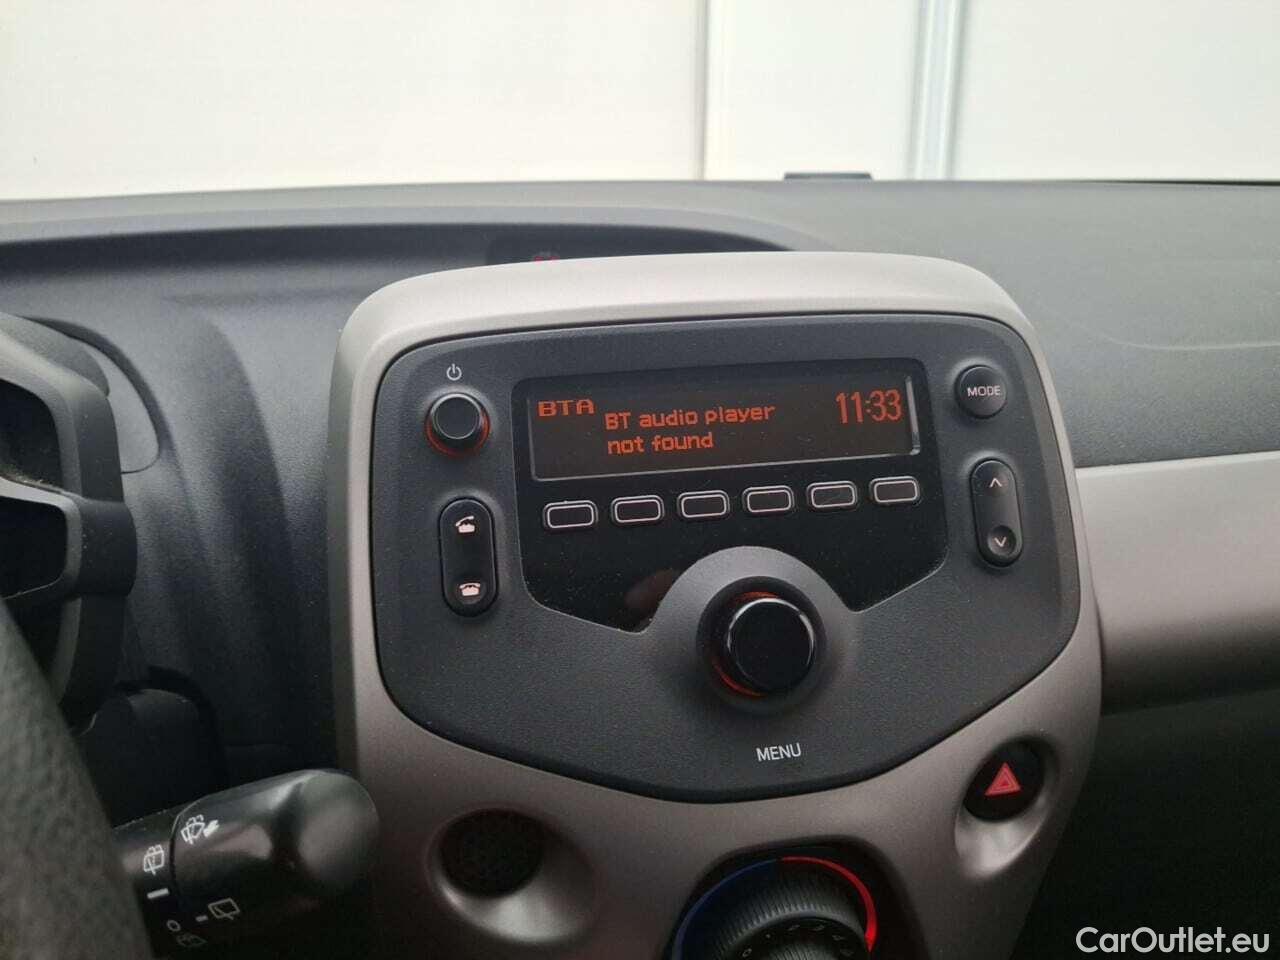 BTA
BT audio player
not found
11:33
MODE
MENU
CarOutlet.eu